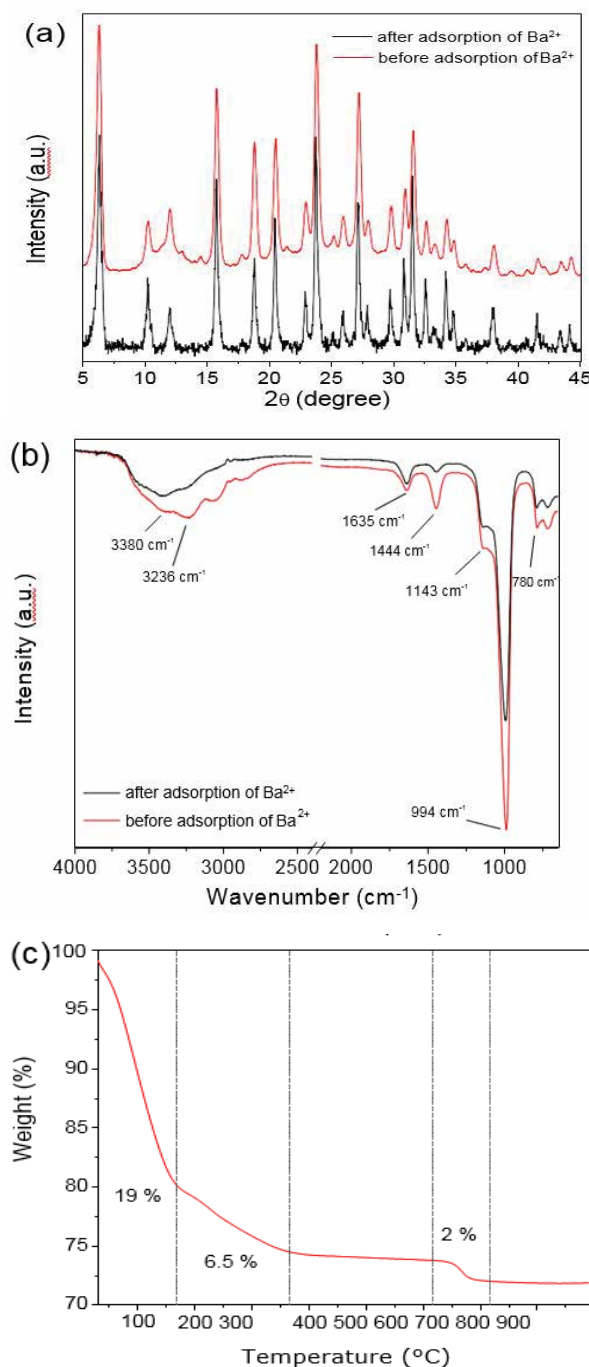 (a)
after adsorption of Ba²⁺
before adsorption of Ba²⁺
Intensity (a.u.)
5 10 15 20 25 30 35 40 45
2θ (degree)
(b)
3380 cm⁻¹
3236 cm⁻¹
1635 cm⁻¹
1444 cm⁻¹
1143 cm⁻¹
780 cm⁻¹
994 cm⁻¹
Intensity (a.u.)
after adsorption of Ba²⁺
before adsorption of Ba²⁺
4000 3500 3000 2500 2000 1500 1000
Wavenumber (cm⁻¹)
(c)
100
95
90
85
80
75
70
Weight (%)
19 %
6.5 %
2 %
100 200 300 400 500 600 700 800 900
Temperature (°C)